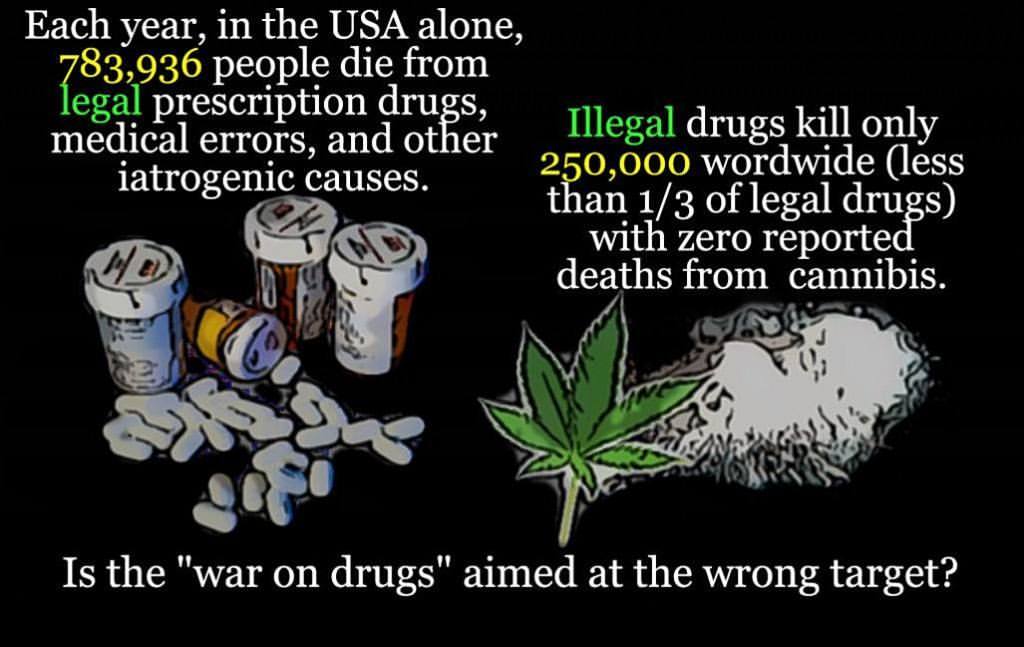 Each year, in the USA alone,
783,936 people die from
legal prescription drugs,
medical errors, and other
iatrogenic causes.
Illegal drugs kill only
250,000 wordwide (less
than 1/3 of legal drugs)
with zero reported
deaths from cannibis.
Is the "war on drugs" aimed at the wrong target?